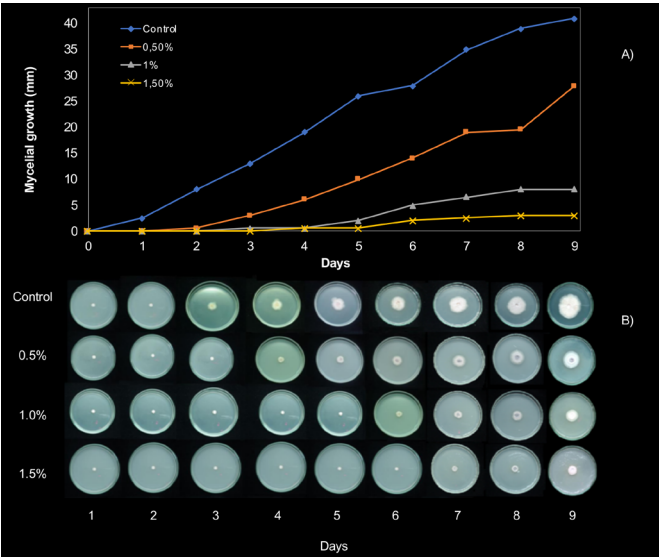 40
35
30
25
20
15
10
5
0
Mycelial growth (mm)
Control
0,50%
1%
1,50%
A)
0 1 2 3 4 5 6 7 8 9
Days
Control
0.5%
1.0%
1.5%
B)
1 2 3 4 5 6 7 8 9
Days